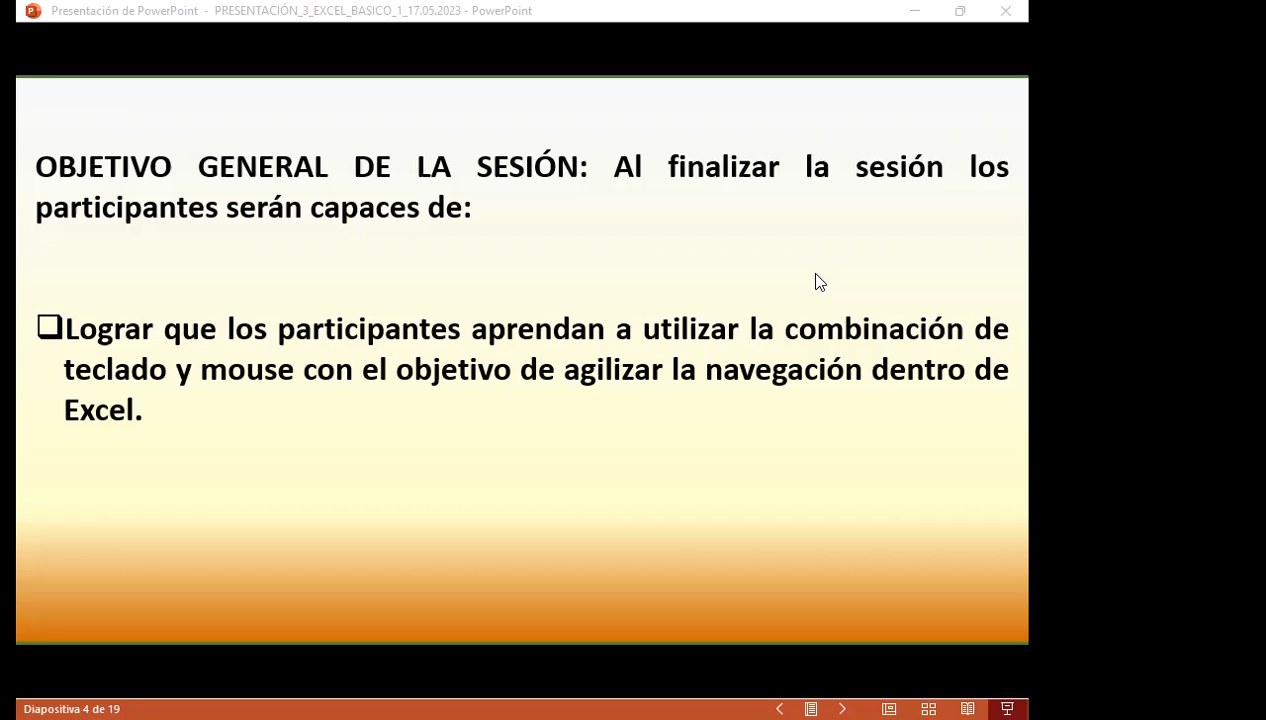 Presentación de PowerPoint - PRESENTACIÓN_3_EXCEL_BASICO_1_17.05.2023 - PowerPoint
OBJETIVO GENERAL DE LA SESIÓN: Al finalizar la sesión los
participantes serán capaces de:
Lograr que los participantes aprendan a utilizar la combinación de
teclado y mouse con el objetivo de agilizar la navegación dentro de
Excel.
Diapositiva 4 de 19